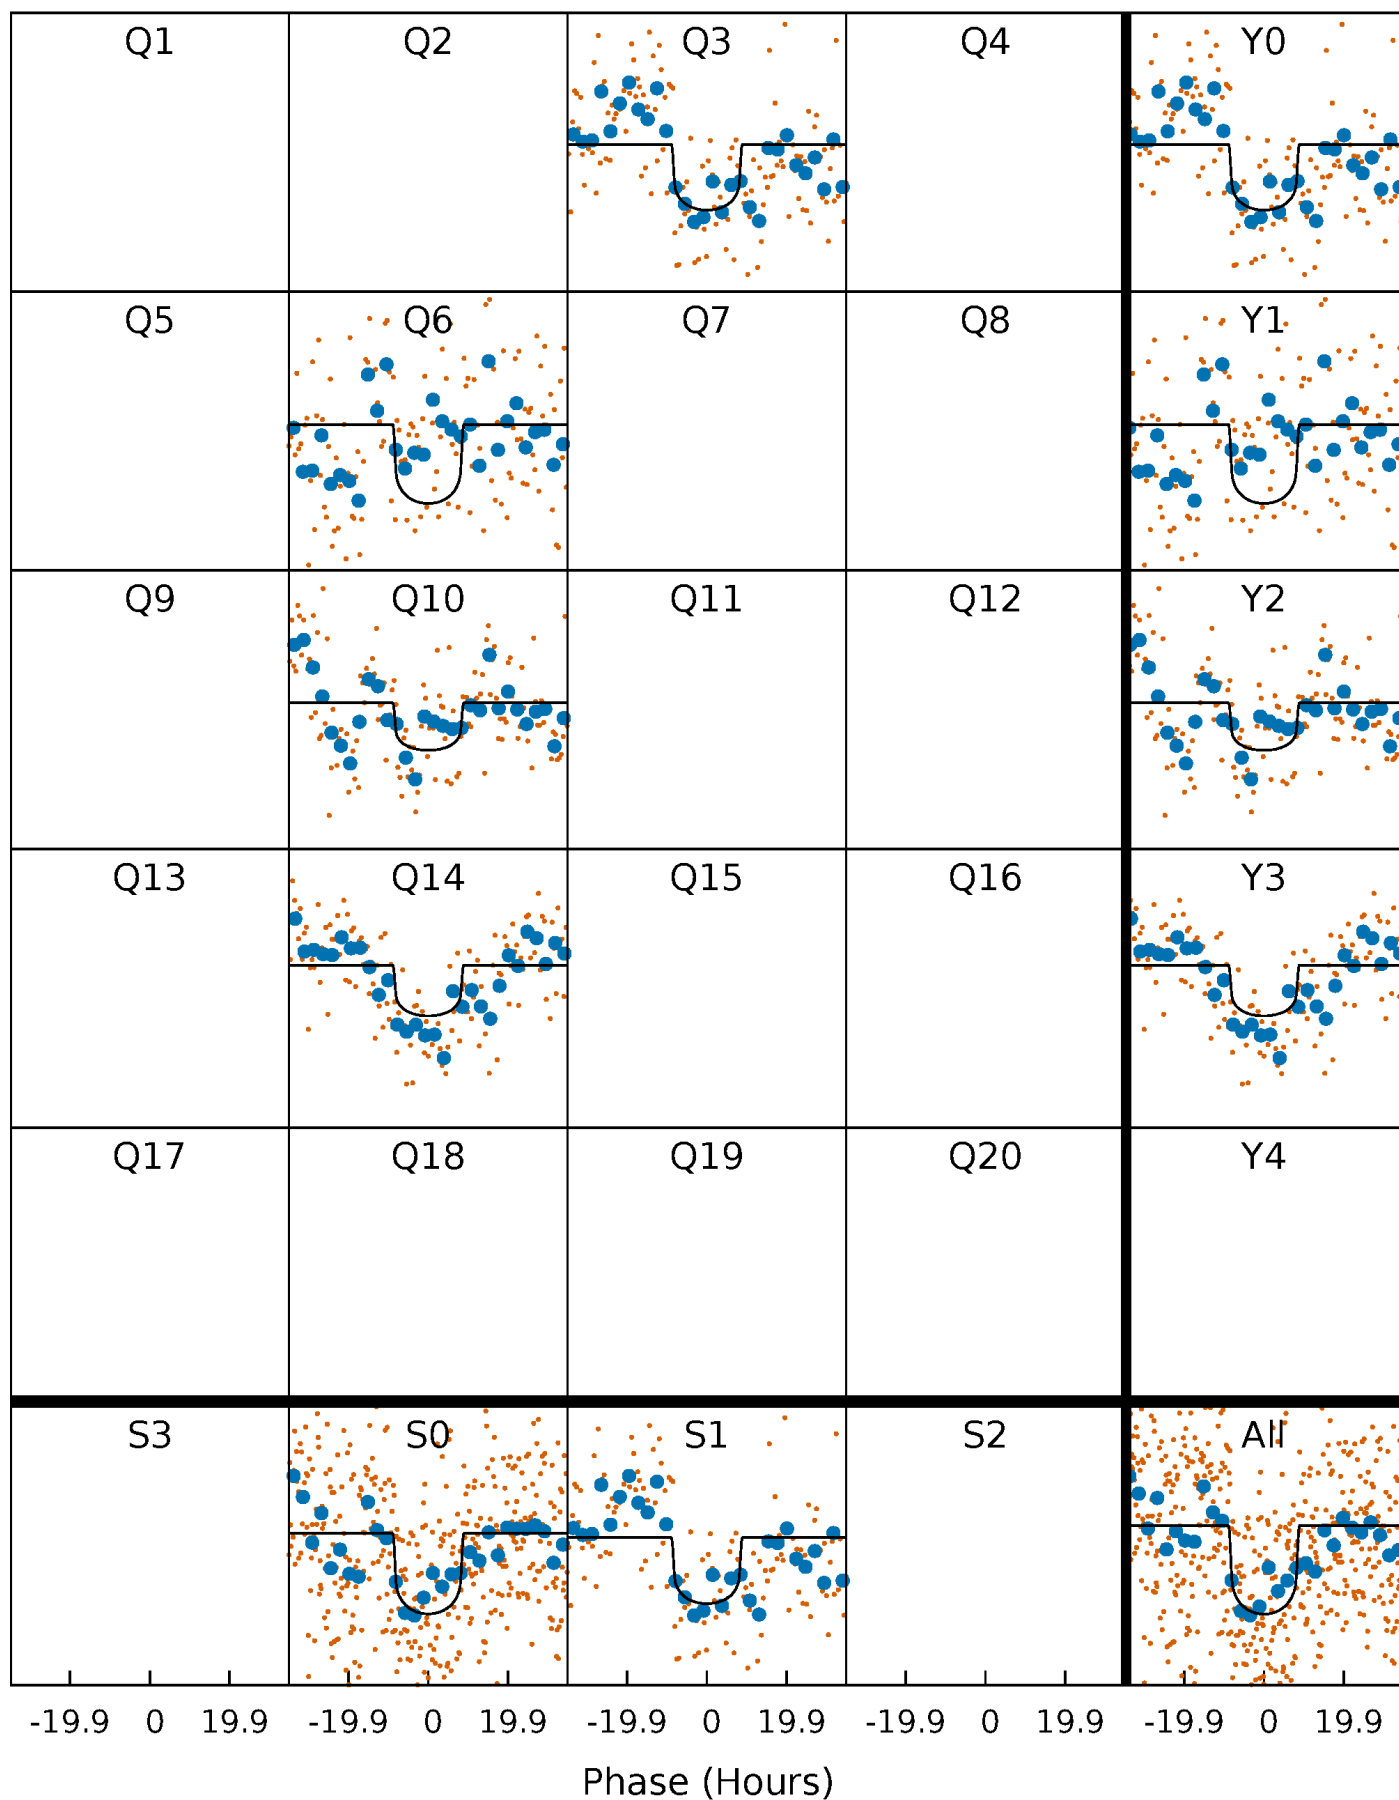 Q1 Q2 Q3 Q4 Y0
Q5 Q6 Q7 Q8 Y1
Q9 Q10 Q11 Q12 Y2
Q13 Q14 Q15 Q16 Y3
Q17 Q18 Q19 Q20 Y4
S3 S0 S1 S2 All
-19.9 0 19.9 -19.9 0 19.9 -19.9 0 19.9 -19.9 0 19.9 -19.9 0 19.9
Phase (Hours)